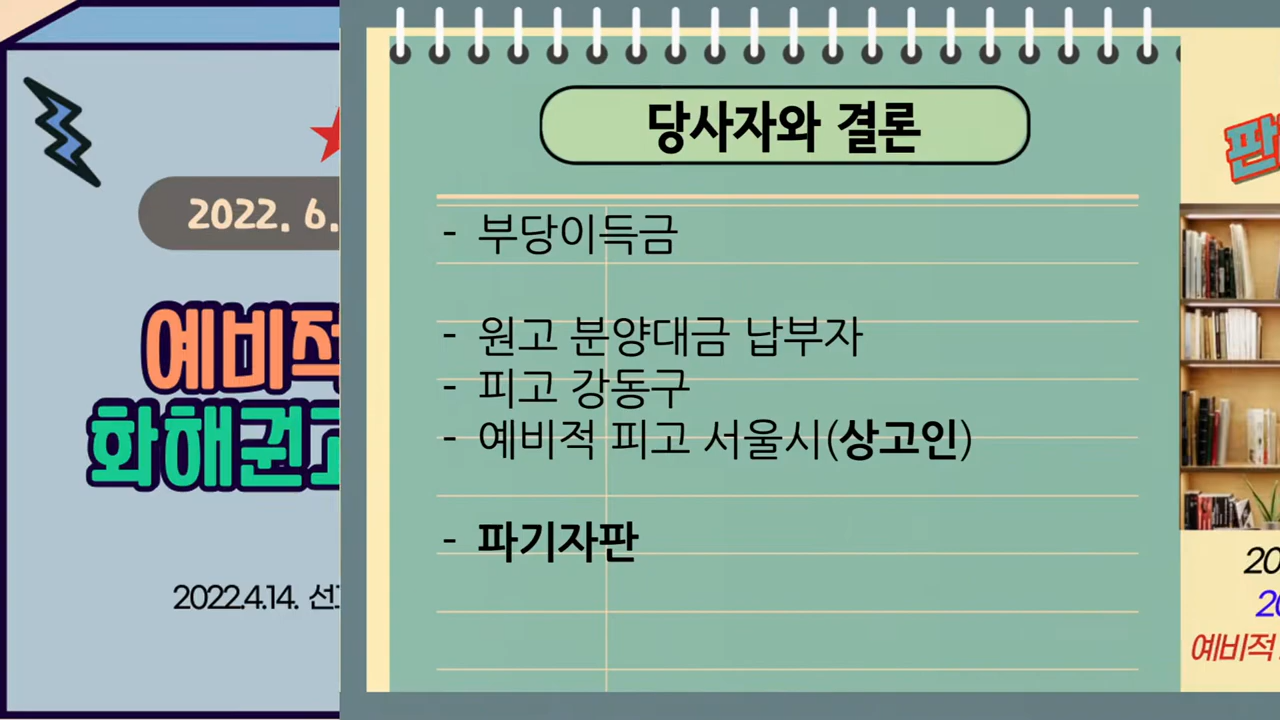 2022. 6.
예비적
화해권고
2022.4.14. 선고
당사자와 결론
- 부당이득금
- 원고 분양대금 납부자
- 피고 강동구
- 예비적 피고 서울시(상고인)
- 파기자판
판
20
20
예비적